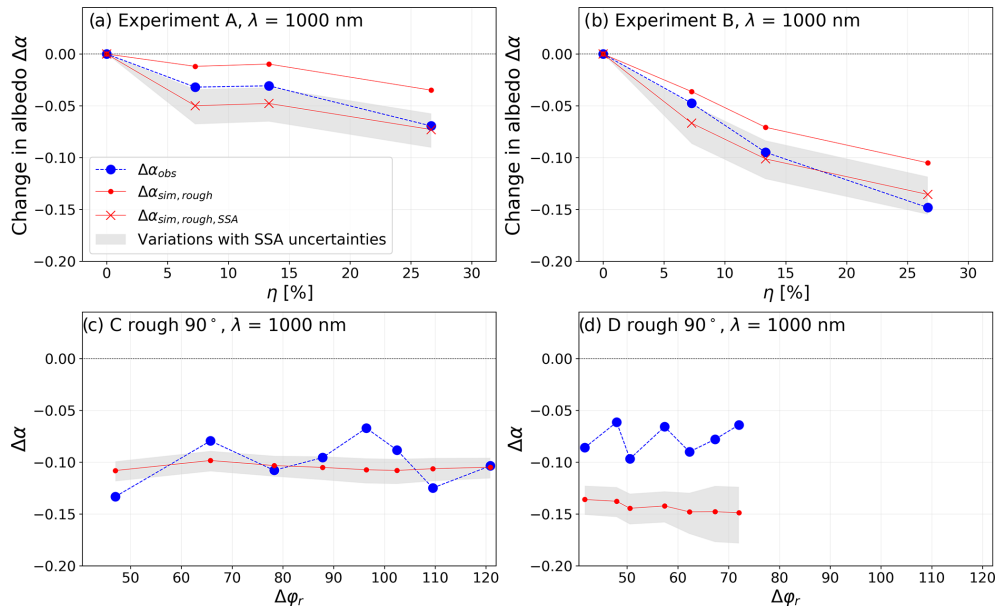 (a) Experiment A, λ = 1000 nm
Change in albedo Δα
0.00
−0.05
−0.10
−0.15
−0.20
Δα_obs
Δα_sim,rough
Δα_sim,rough,SSA
Variations with SSA uncertainties
0 5 10 15 20 25 30
η [%]
(b) Experiment B, λ = 1000 nm
Change in albedo Δα
0.00
−0.05
−0.10
−0.15
−0.20
0 5 10 15 20 25 30
η [%]
(c) C rough 90°, λ = 1000 nm
Δα
0.00
−0.05
−0.10
−0.15
−0.20
50 60 70 80 90 100 110 120
Δφ_r
(d) D rough 90°, λ = 1000 nm
Δα
0.00
−0.05
−0.10
−0.15
−0.20
50 60 70 80 90 100 110 120
Δφ_r